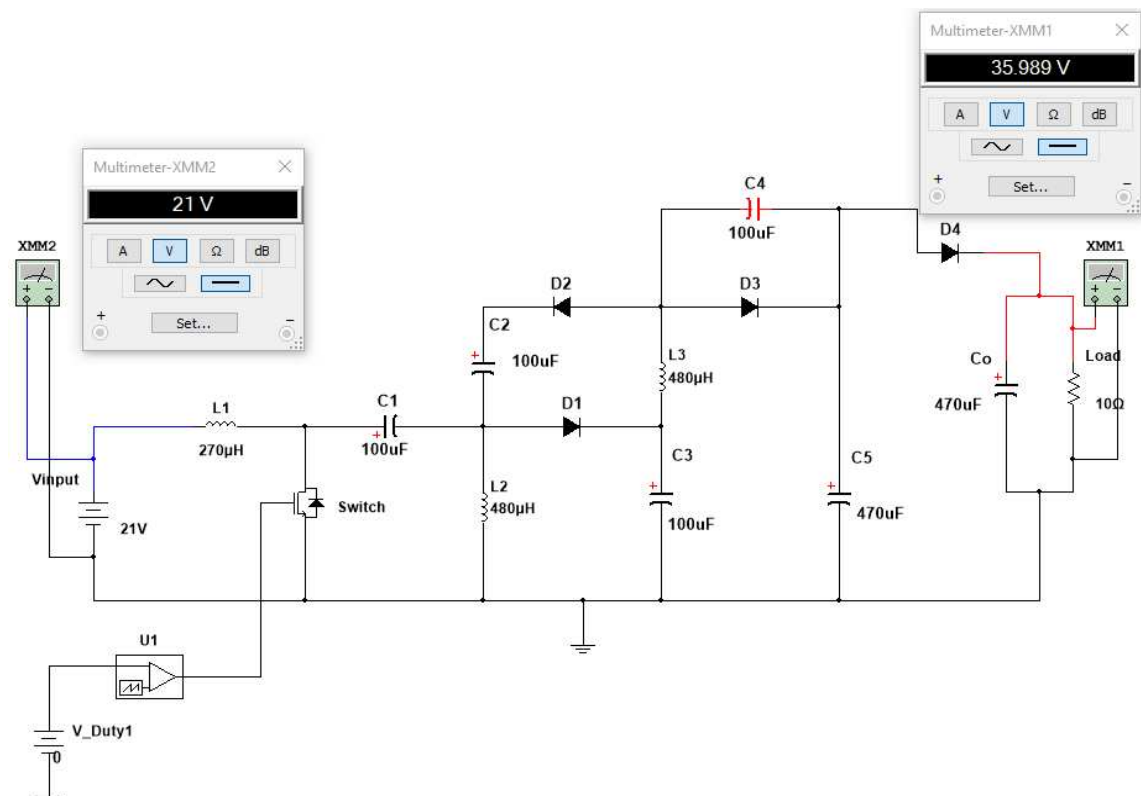 Multimeter-XMM1
35.989 V
A V Ω dB
+ Set... −
Multimeter-XMM2
21 V
A V Ω dB
+ Set... −
XMM2
+ −
C4
100uF
D4
XMM1
+ −
D2
D3
C2
+
100uF
L3
480µH
Co
+
470uF
Load
10Ω
L1
270µH
C1
+
100uF
D1
Vinput
21V
Switch
L2
480µH
C3
+
100uF
C5
+
470uF
U1
V_Duty1
0